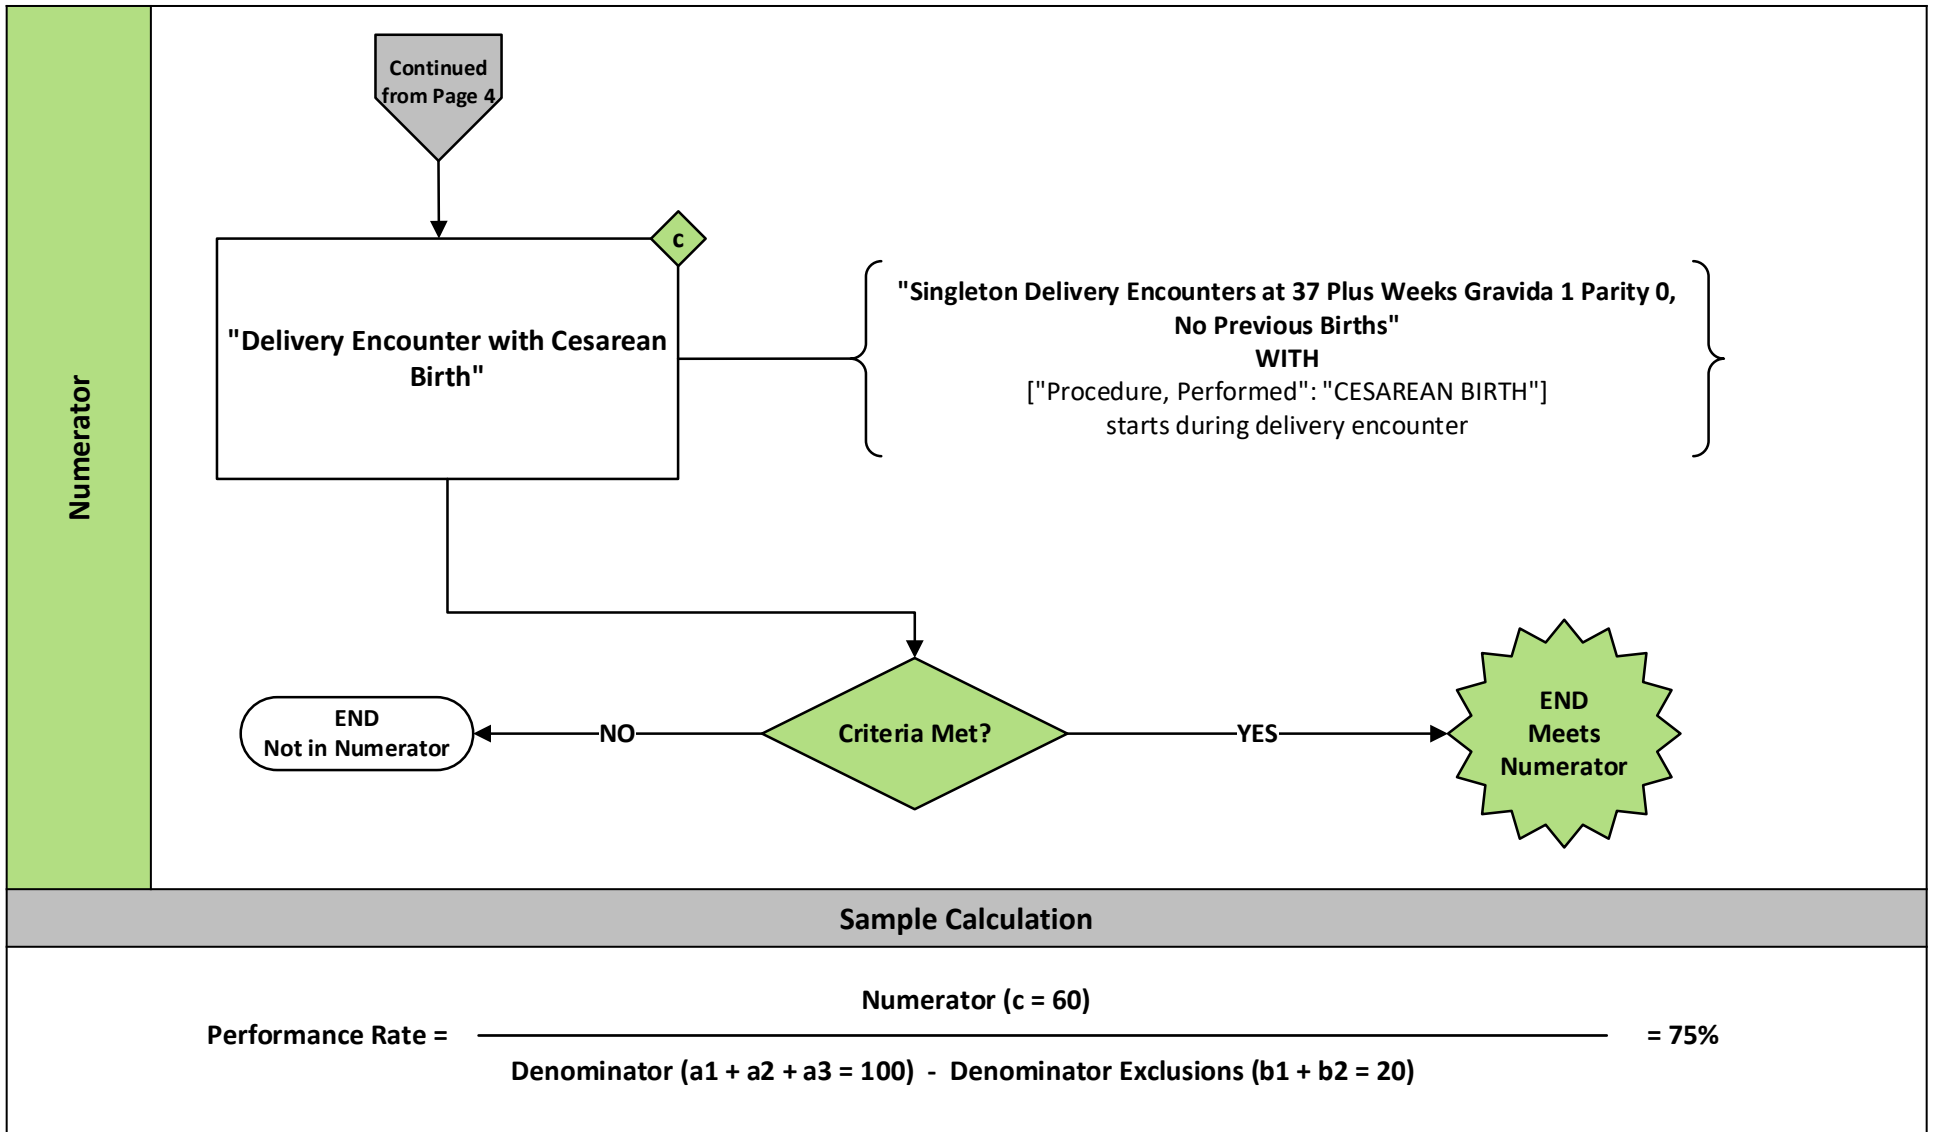 Continued
from Page 4
Numerator
c
"Delivery Encounter with Cesarean
Birth"
"Singleton Delivery Encounters at 37 Plus Weeks Gravida 1 Parity 0,
No Previous Births"
WITH
["Procedure, Performed": "CESAREAN BIRTH"]
starts during delivery encounter
END
Not in Numerator
NO
Criteria Met?
YES
END
Meets
Numerator
Sample Calculation
Numerator (c = 60)
Performance Rate =
= 75%
Denominator (a1 + a2 + a3 = 100) - Denominator Exclusions (b1 + b2 = 20)